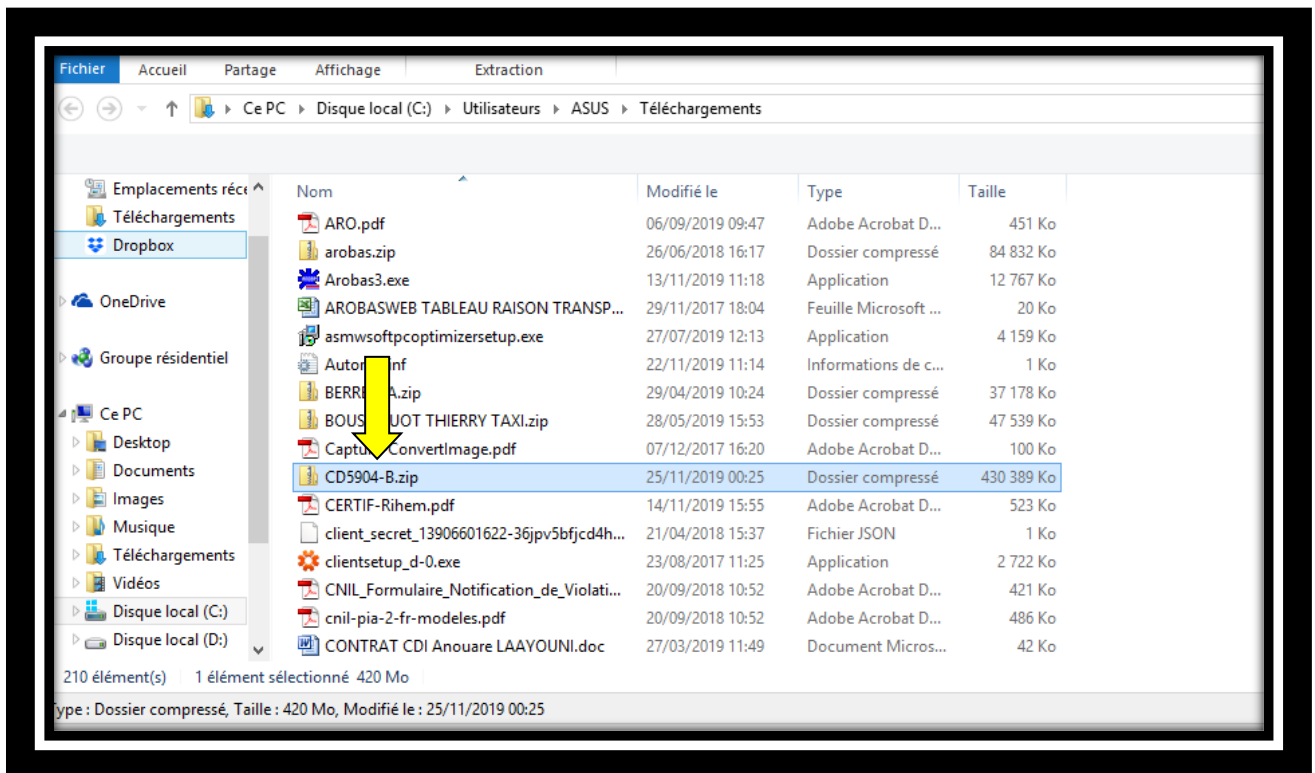 Fichier Accueil Partage Affichage Extraction
Ce PC Disque local (C:) Utilisateurs ASUS Téléchargements
Emplacements réce
Téléchargements
Dropbox
OneDrive
Groupe résidentiel
Ce PC
Desktop
Documents
Images
Musique
Téléchargements
Vidéos
Disque local (C:)
Disque local (D:)
Nom Modifié le Type Taille
ARO.pdf 06/09/2019 09:47 Adobe Acrobat D... 451 Ko
arobas.zip 26/06/2018 16:17 Dossier compressé 84 832 Ko
Arobas3.exe 13/11/2019 11:18 Application 12 767 Ko
AROBASWEB TABLEAU RAISON TRANSP... 29/11/2017 18:04 Feuille Microsoft ... 20 Ko
asmwsoftpcoptimizersetup.exe 27/07/2019 12:13 Application 4 159 Ko
22/11/2019 11:14 Informations de c... 1 Ko
29/04/2019 10:24 Dossier compressé 37 178 Ko
THIERRY TAXI.zip 28/05/2019 15:53 Dossier compressé 47 539 Ko
07/12/2017 16:20 Adobe Acrobat D... 100 Ko
CD5904-B.zip 25/11/2019 00:25 Dossier compressé 430 389 Ko
CERTIF-Rihem.pdf 14/11/2019 15:55 Adobe Acrobat D... 523 Ko
client_secret_13906601622-36jpv5bfjcd4h... 21/04/2018 15:37 Fichier JSON 1 Ko
clientsetup_d-0.exe 23/08/2017 11:25 Application 2 722 Ko
CNIL_Formulaire_Notification_de_Violati... 20/09/2018 10:52 Adobe Acrobat D... 421 Ko
cnil-pia-2-fr-modeles.pdf 20/09/2018 10:52 Adobe Acrobat D... 486 Ko
CONTRAT CDI Anouare LAAYOUNI.doc 27/03/2019 11:49 Document Micros... 42 Ko
210 élément(s) 1 élément sélectionné 420 Mo
ype : Dossier compressé, Taille : 420 Mo, Modifié le : 25/11/2019 00:25